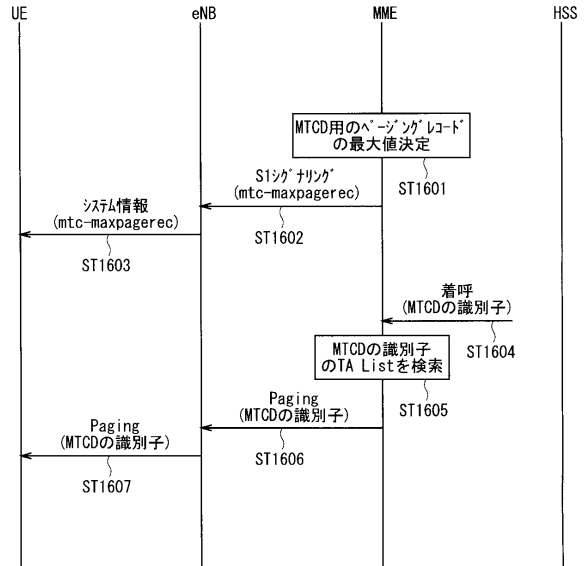 UE eNB MME HSS
MTCD用のページングレコード
の最大値決定
ST1601
S1シグナリング
(mtc-maxpagerec)
ST1602
システム情報
(mtc-maxpagerec)
ST1603
着呼
(MTCDの識別子)
ST1604
MTCDの識別子
のTA Listを検索
ST1605
Paging
(MTCDの識別子)
ST1606
Paging
(MTCDの識別子)
ST1607